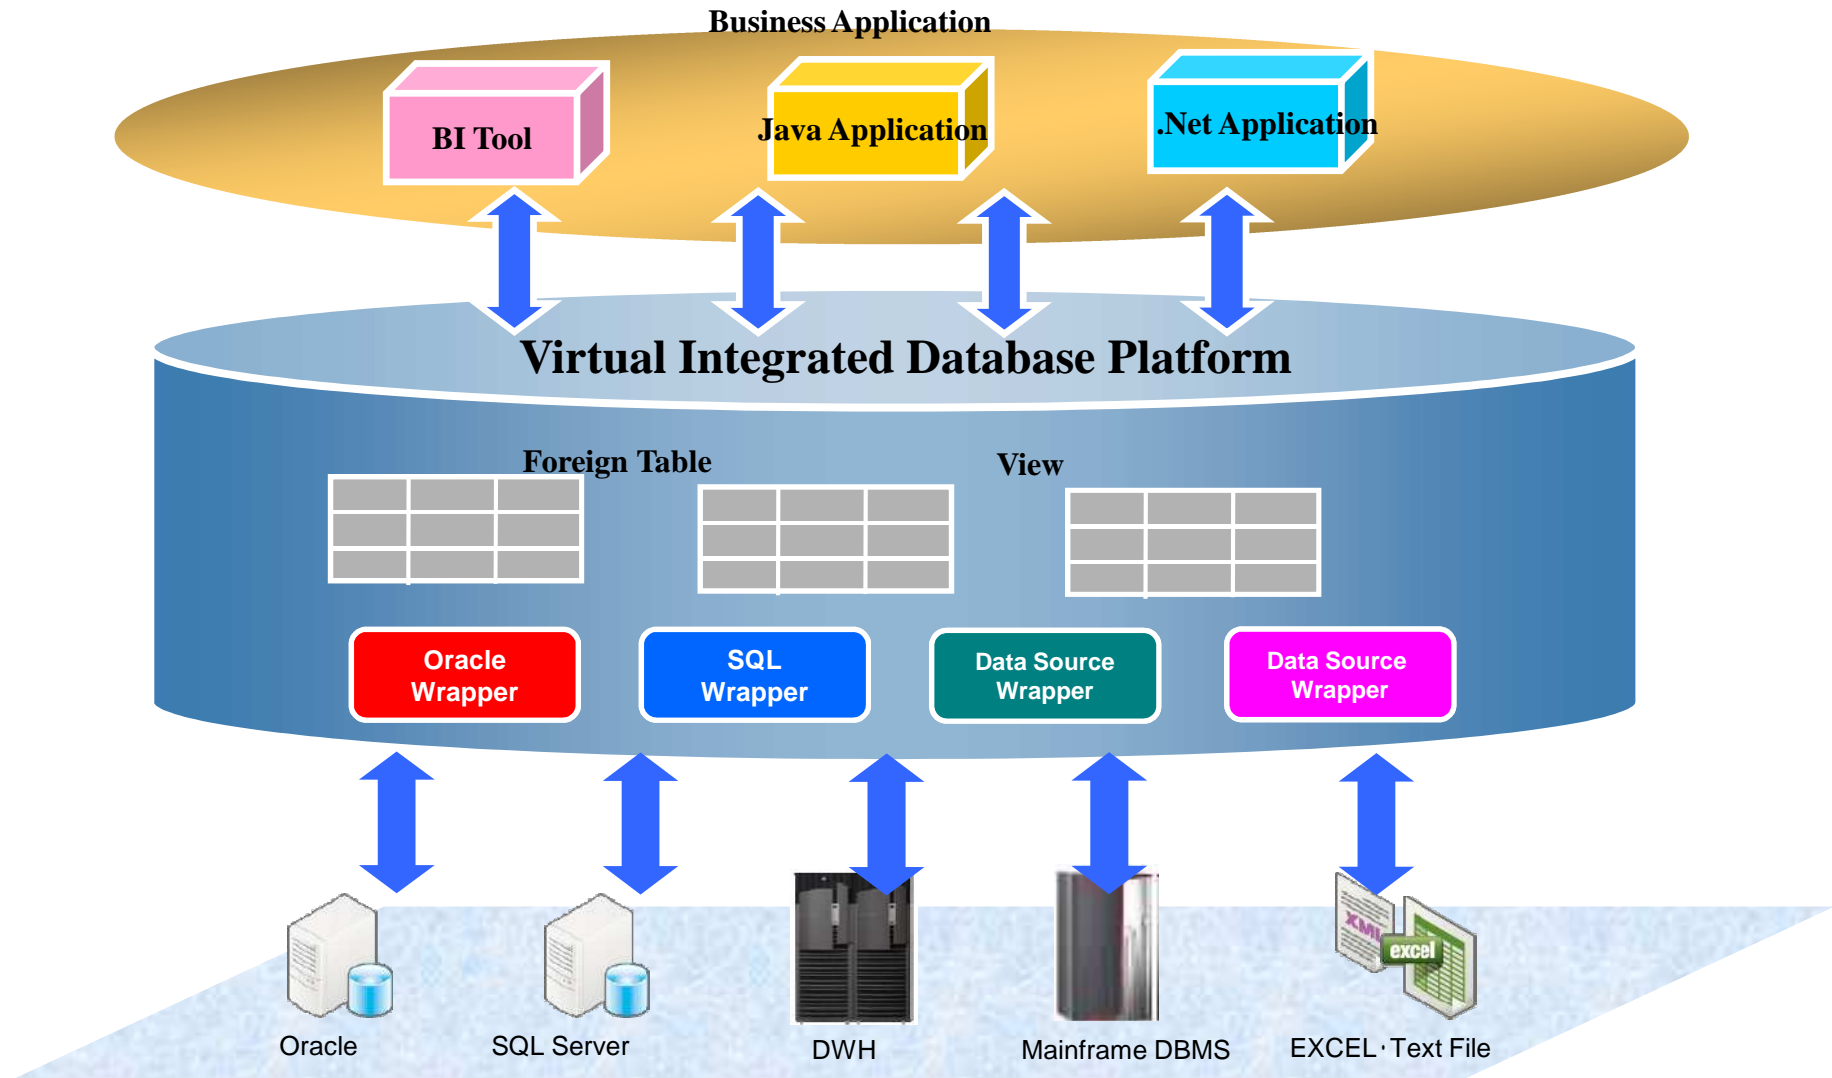 Business Application
BI Tool
Java Application
.Net Application
Virtual Integrated Database Platform
Foreign Table
View
Oracle
Wrapper
SQL
Wrapper
Data Source
Wrapper
Data Source
Wrapper
XML
excel
Oracle
SQL Server
DWH
Mainframe DBMS
EXCEL・Text File